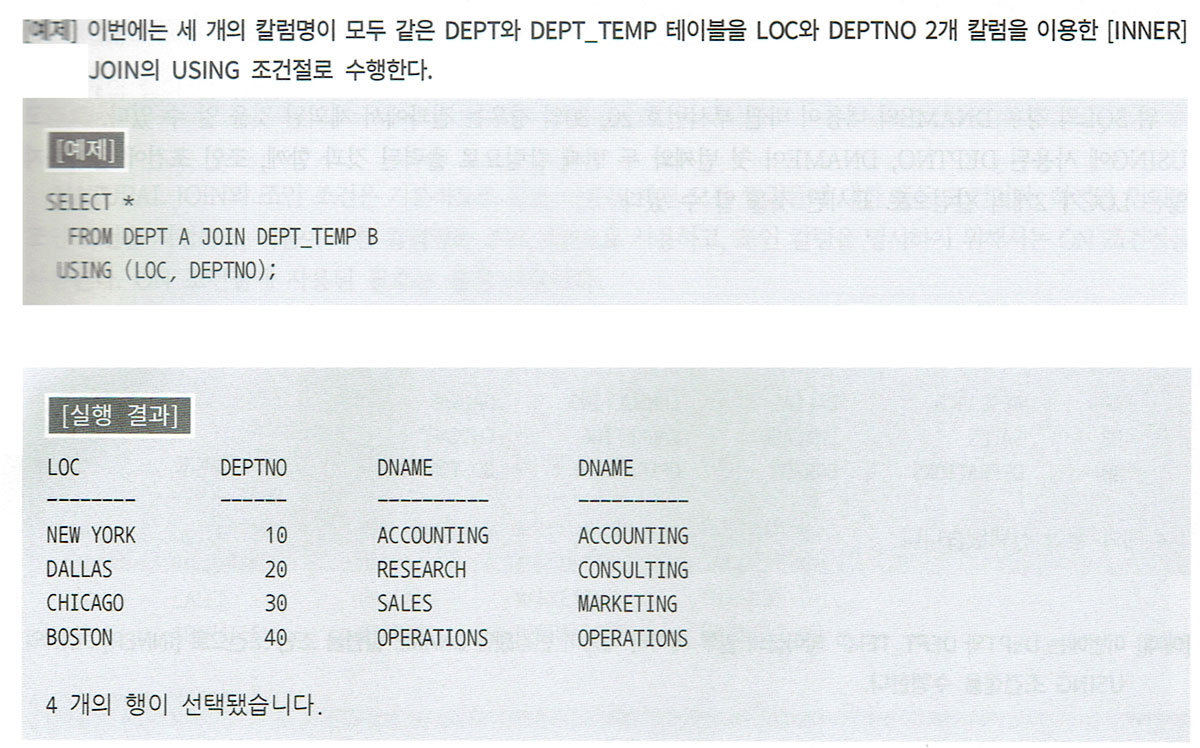 [예제] 이번에는 세 개의 칼럼명이 모두 같은 DEPT와 DEPT_TEMP 테이블을 LOC와 DEPTNO 2개 칼럼을 이용한 [INNER]
JOIN의 USING 조건절로 수행한다.
[예제]
SELECT *
FROM DEPT A JOIN DEPT_TEMP B
USING (LOC, DEPTNO);
[실행 결과]
LOC DEPTNO DNAME DNAME
-------- ------ ---------- ----------
NEW YORK 10 ACCOUNTING ACCOUNTING
DALLAS 20 RESEARCH CONSULTING
CHICAGO 30 SALES MARKETING
BOSTON 40 OPERATIONS OPERATIONS
4 개의 행이 선택됐습니다.